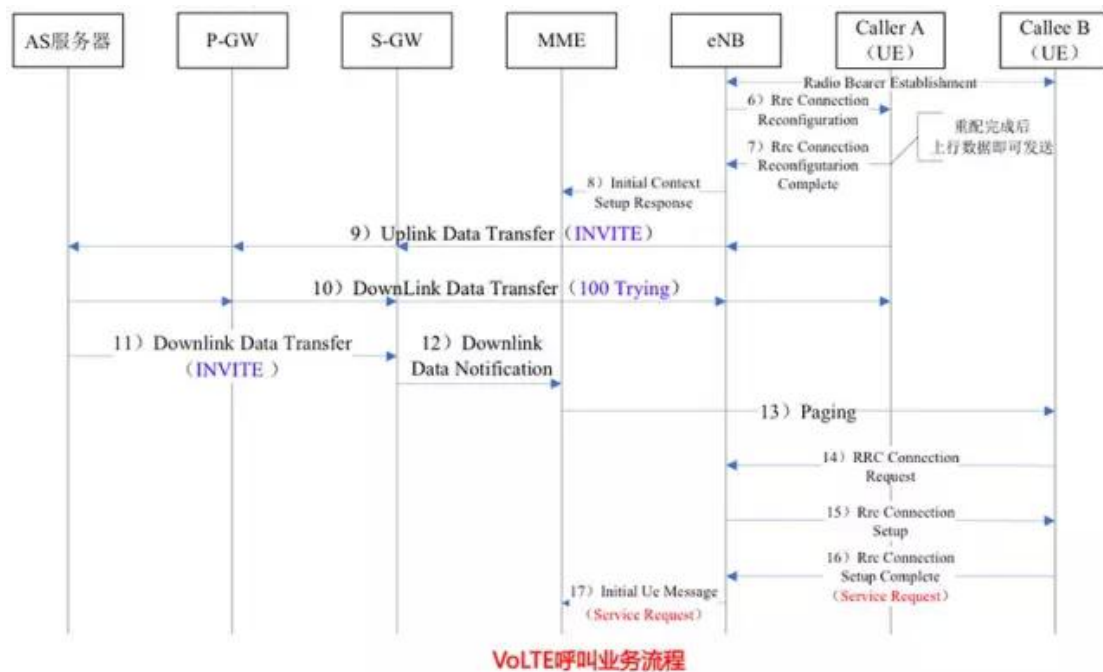 AS服务器
P-GW
S-GW
MME
eNB
Caller A
（UE）
Callee B
（UE）
Radio Bearer Establishment
6）Rrc Connection
Reconfiguration
重配完成后
上行数据即可发送
7）Rrc Connection
Reconfigutarion
Complete
8）Initial Context
Setup Response
9）Uplink Data Transfer（INVITE）
10）DownLink Data Transfer（100 Trying）
11）Downlink Data Transfer
（INVITE ）
12）Downlink
Data Notification
13）Paging
14）RRC Connection
Request
15）Rrc Connection
Setup
16）Rrc Connection
Setup Complete
（Service Request）
17）Initial Ue Message
（Service Request）
VoLTE呼叫业务流程